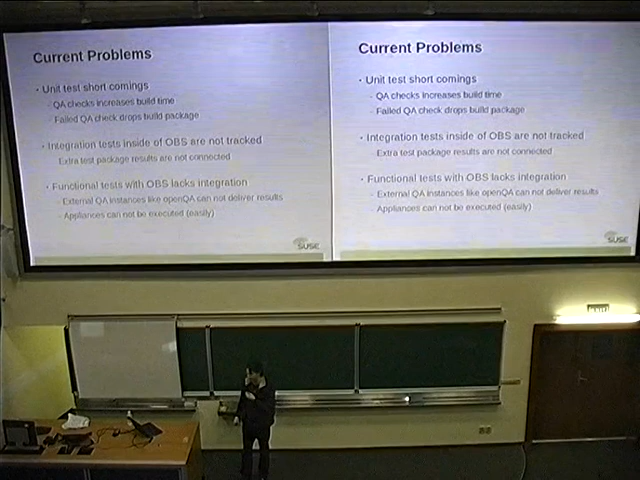 Current Problems
• Unit test short comings
- QA checks increases build time
- Failed QA check drops build package
• Integration tests inside of OBS are not tracked
- Extra test package results are not connected
• Functional tests with OBS lacks integration
- External QA instances like openQA can not deliver results
- Appliances can not be executed (easily)
SUSE
Current Problems
• Unit test short comings
- QA checks increases build time
- Failed QA check drops build package
• Integration tests inside of OBS are not tracked
- Extra test package results are not connected
• Functional tests with OBS lacks integration
- External QA instances like openQA can not deliver results
- Appliances can not be executed (easily)
SUSE